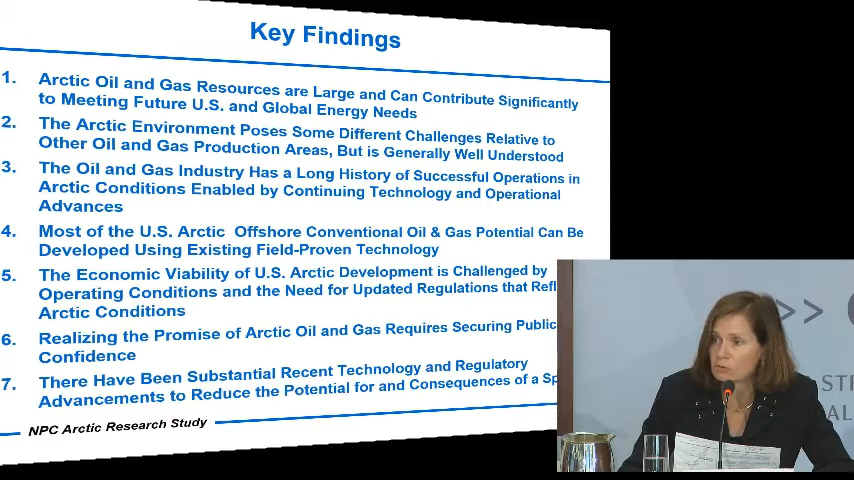 Key Findings
1. Arctic Oil and Gas Resources are Large and Can Contribute Significantly
to Meeting Future U.S. and Global Energy Needs
2. The Arctic Environment Poses Some Different Challenges Relative to
Other Oil and Gas Production Areas, But is Generally Well Understood
3. The Oil and Gas Industry Has a Long History of Successful Operations in
Arctic Conditions Enabled by Continuing Technology and Operational
Advances
4. Most of the U.S. Arctic Offshore Conventional Oil & Gas Potential Can Be
Developed Using Existing Field-Proven Technology
5. The Economic Viability of U.S. Arctic Development is Challenged by
Operating Conditions and the Need for Updated Regulations that Refl
Arctic Conditions
6. Realizing the Promise of Arctic Oil and Gas Requires Securing Public
Confidence
7. There Have Been Substantial Recent Technology and Regulatory
Advancements to Reduce the Potential for and Consequences of a Sp
NPC Arctic Research Study
>> 
STR
AL